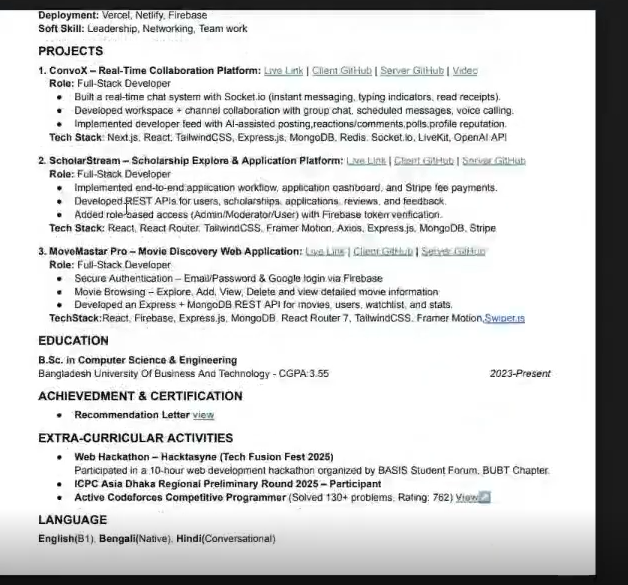 Deployment: Vercel, Netlify, Firebase
Soft Skill: Leadership, Networking, Team work
PROJECTS
1. ConvoX – Real-Time Collaboration Platform: Live Link | Client GitHub | Server GitHub | Video
Role: Full-Stack Developer
• Built a real-time chat system with Socket.io (instant messaging, typing indicators, read receipts).
• Developed workspace + channel collaboration with group chat, scheduled messages, voice calling.
• Implemented developer feed with AI-assisted posting,reactions/comments,polls,profile reputation.
Tech Stack: Next.js, React, TailwindCSS, Express.js, MongoDB, Redis, Socket.io, LiveKit, OpenAI API
2. ScholarStream – Scholarship Explore & Application Platform: Live Link | Client GitHub | Server GitHub
Role: Full-Stack Developer
• Implemented end-to-end application workflow, application dashboard, and Stripe fee payments.
• Developed REST APIs for users, scholarships, applications, reviews, and feedback.
• Added role-based access (Admin/Moderator/User) with Firebase token verification.
Tech Stack: React, React Router, TailwindCSS, Framer Motion, Axios, Express.js, MongoDB, Stripe
3. MoveMastar Pro – Movie Discovery Web Application: Live Link | Client GitHub | Server GitHub
Role: Full-Stack Developer
• Secure Authentication – Email/Password & Google login via Firebase
• Movie Browsing – Explore, Add, View, Delete and view detailed movie information
• Developed an Express + MongoDB REST API for movies, users, watchlist, and stats.
TechStack:React, Firebase, Express.js, MongoDB, React Router 7, TailwindCSS, Framer Motion,Swiper.js
EDUCATION
B.Sc. in Computer Science & Engineering
Bangladesh University Of Business And Technology - CGPA:3.55 2023-Present
ACHIEVEDMENT & CERTIFICATION
• Recommendation Letter view
EXTRA-CURRICULAR ACTIVITIES
• Web Hackathon – Hacktasyne (Tech Fusion Fest 2025)
Participated in a 10-hour web development hackathon organized by BASIS Student Forum, BUBT Chapter.
• ICPC Asia Dhaka Regional Preliminary Round 2025 – Participant
• Active Codeforces Competitive Programmer (Solved 130+ problems, Rating: 762) View
LANGUAGE
English(B1), Bengali(Native), Hindi(Conversational)